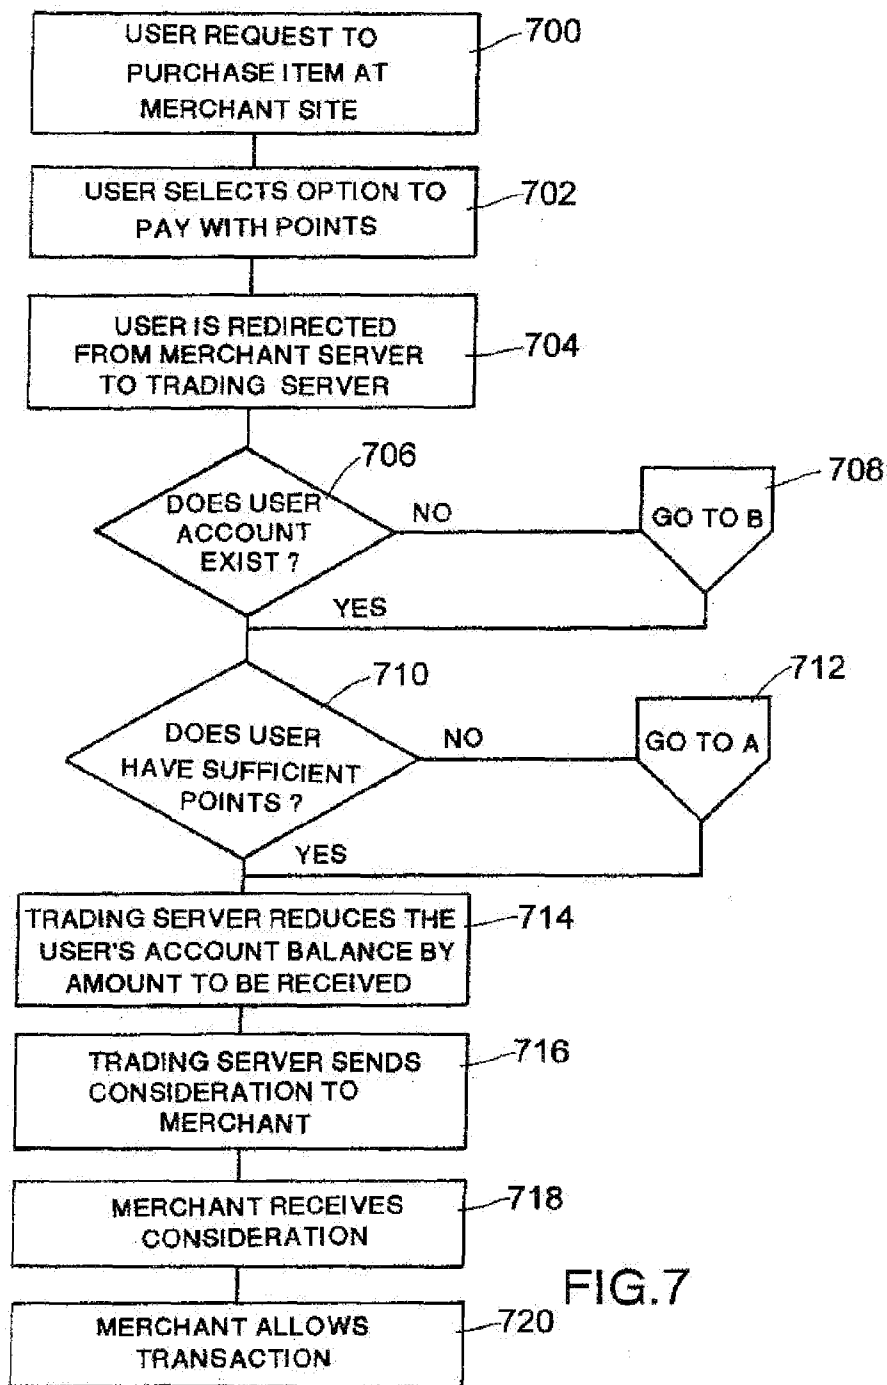 USER REQUEST TO
PURCHASE ITEM AT
MERCHANT SITE
700
USER SELECTS OPTION TO
PAY WITH POINTS
702
USER IS REDIRECTED
FROM MERCHANT SERVER
TO TRADING SERVER
704
706
DOES USER
ACCOUNT
EXIST ?
NO
708
GO TO B
YES
710
DOES USER
HAVE SUFFICIENT
POINTS ?
NO
712
GO TO A
YES
TRADING SERVER REDUCES THE
USER'S ACCOUNT BALANCE BY
AMOUNT TO BE RECEIVED
714
TRADING SERVER SENDS
CONSIDERATION TO
MERCHANT
716
MERCHANT RECEIVES
CONSIDERATION
718
MERCHANT ALLOWS
TRANSACTION
720
FIG.7